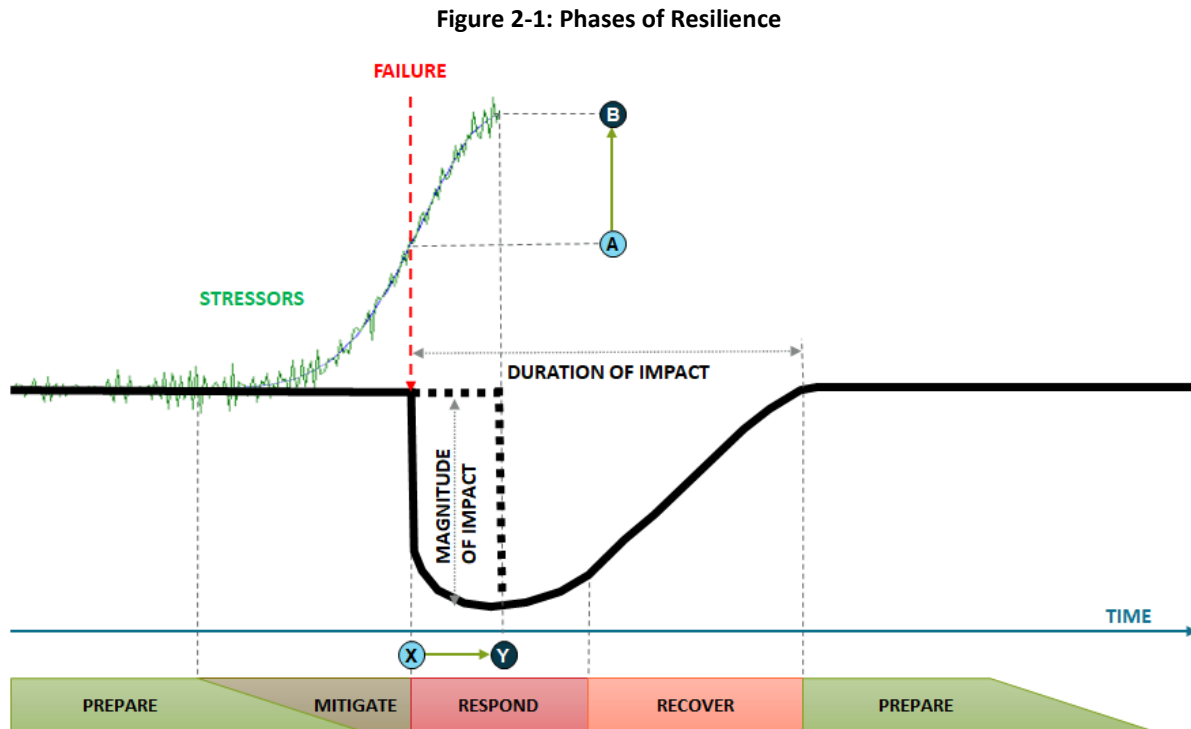 Figure 2-1: Phases of Resilience
FAILURE
B
A
STRESSORS
DURATION OF IMPACT
MAGNITUDE
OF IMPACT
TIME
X
Y
PREPARE
MITIGATE
RESPOND
RECOVER
PREPARE